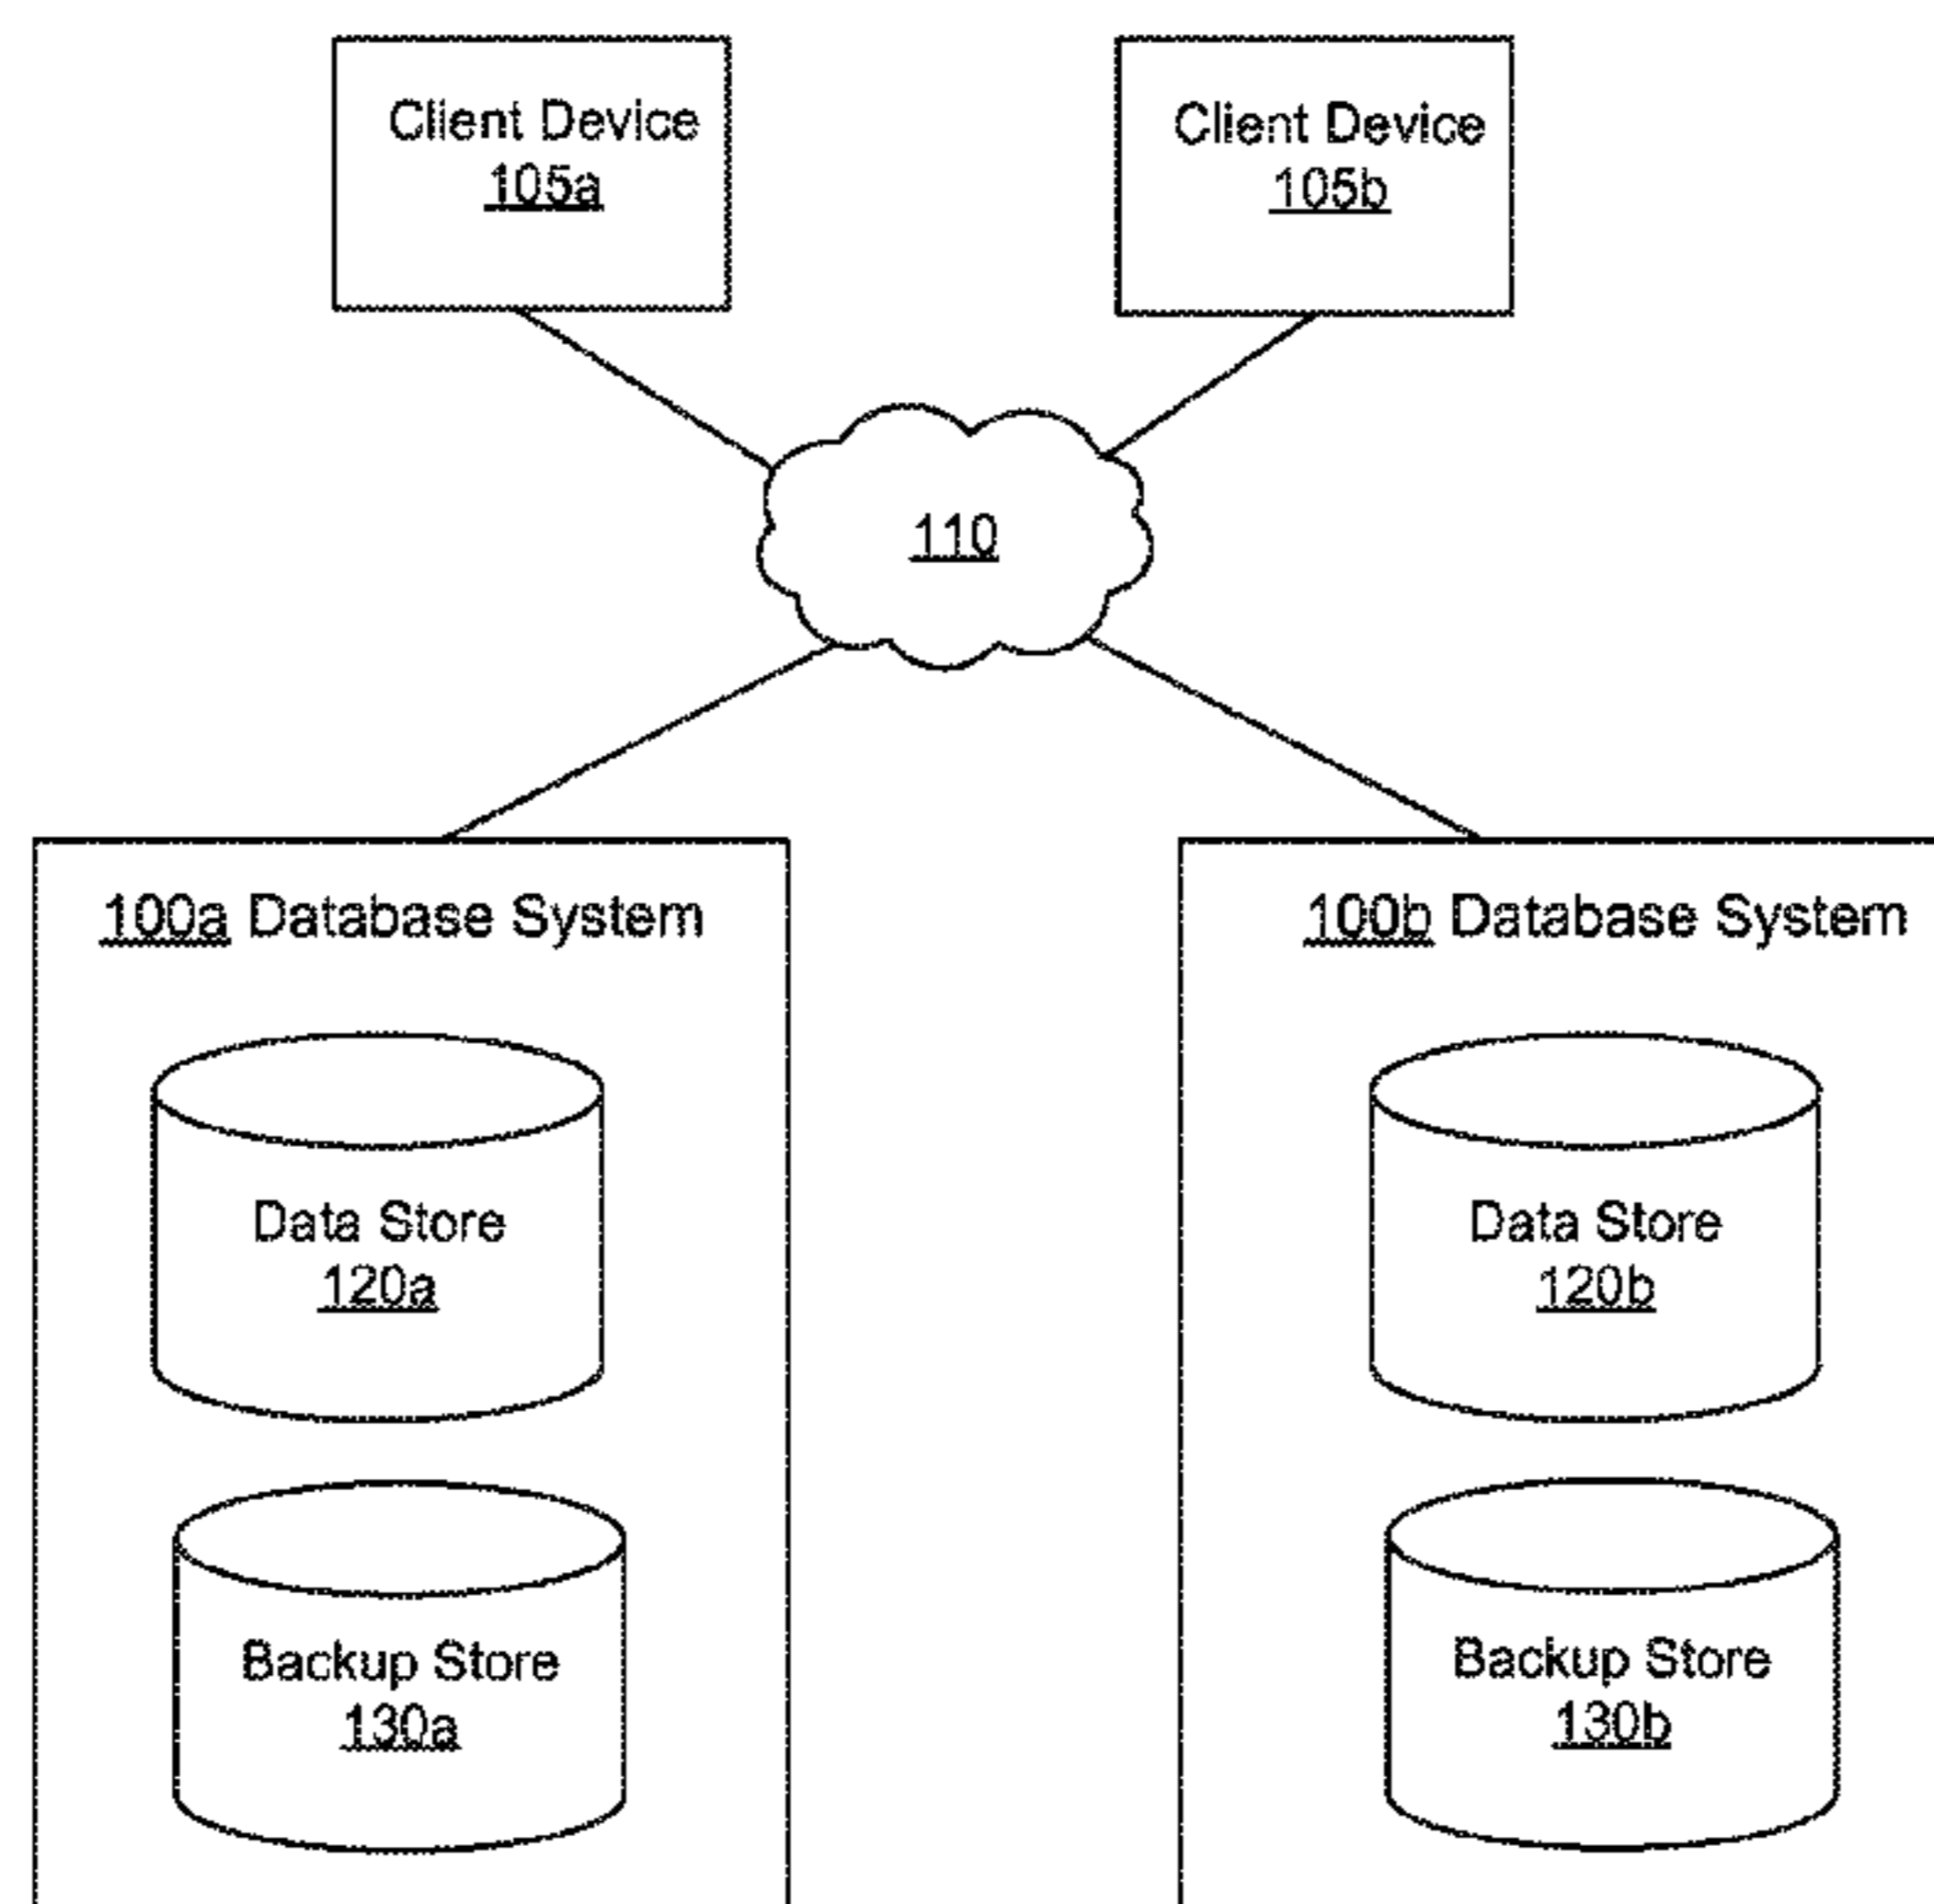 Client Device
105a
Client Device
105b
110
100a Database System
100b Database System
Data Store
120a
Data Store
120b
Backup Store
130a
Backup Store
130b